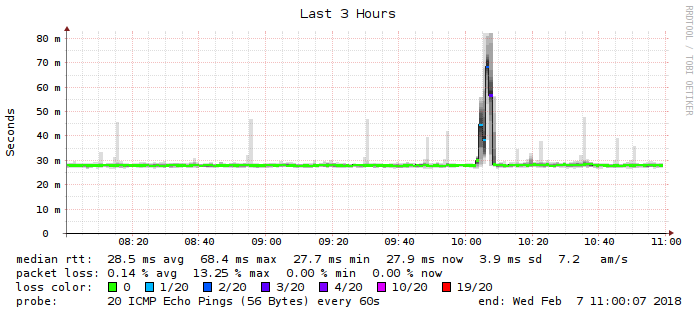 Last 3 Hours
RRDTOOL / TOBI OETIKER
Seconds
80 m
70 m
60 m
50 m
40 m
30 m
20 m
10 m
0
08:20 08:40 09:00 09:20 09:40 10:00 10:20 10:40 11:00
median rtt: 28.5 ms avg 68.4 ms max 27.7 ms min 27.9 ms now 3.9 ms sd 7.2 am/s
packet loss: 0.14 % avg 13.25 % max 0.00 % min 0.00 % now
loss color: 0 1/20 2/20 3/20 4/20 10/20 19/20
probe: 20 ICMP Echo Pings (56 Bytes) every 60s end: Wed Feb 7 11:00:07 2018